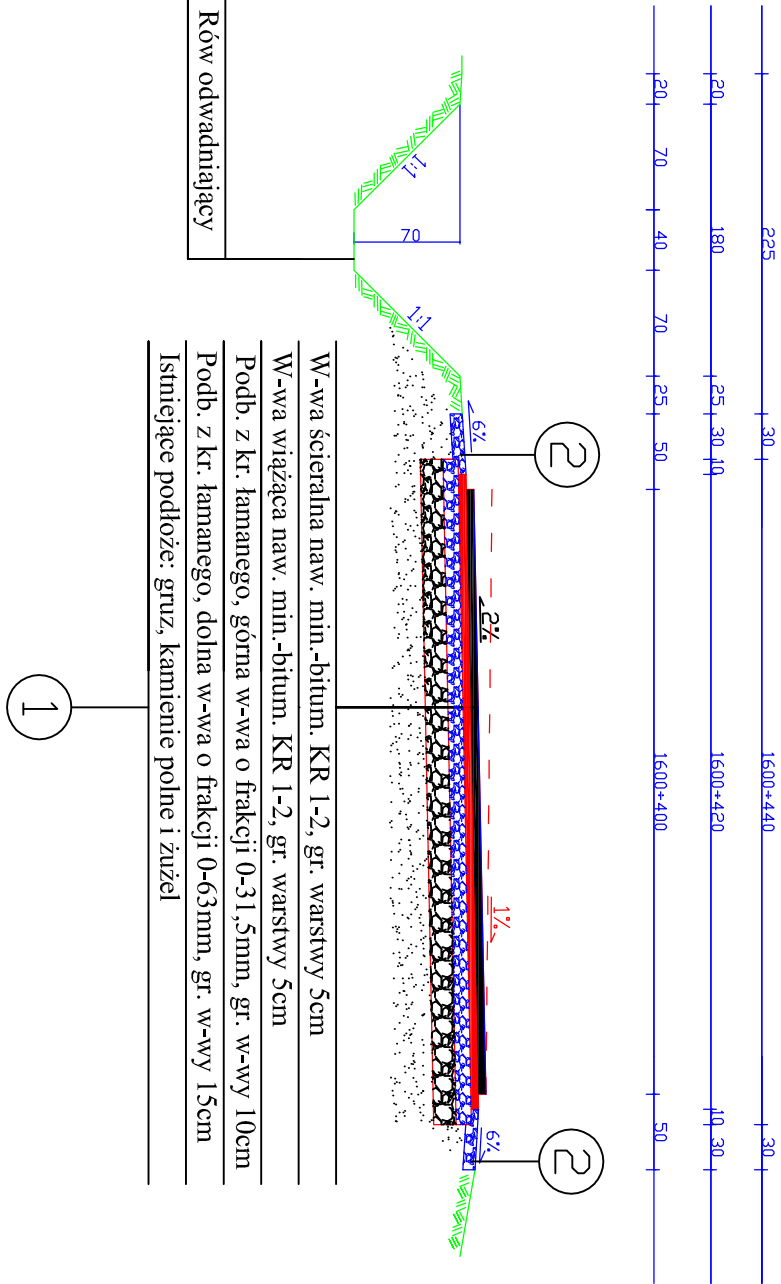 225 30 1600+440 30
20 180 25 30 10 1600+420 10 30
20 70 40 70 25 50 1600+400 50
1:1
70
1:1
6%
2%
1%
6%
2
2
Rów odwadniający
W-wa ścieralna naw. min.-bitum. KR 1-2, gr. warstwy 5cm
W-wa wiążąca naw. min.-bitum. KR 1-2, gr. warstwy 5cm
Podb. z kr. łamanego, górna w-wa o frakcji 0-31,5mm, gr. w-wy 10cm
Podb. z kr. łamanego, dolna w-wa o frakcji 0-63mm, gr. w-wy 15cm
Istniejące podłoże: gruz, kamienie polne i żużel
1